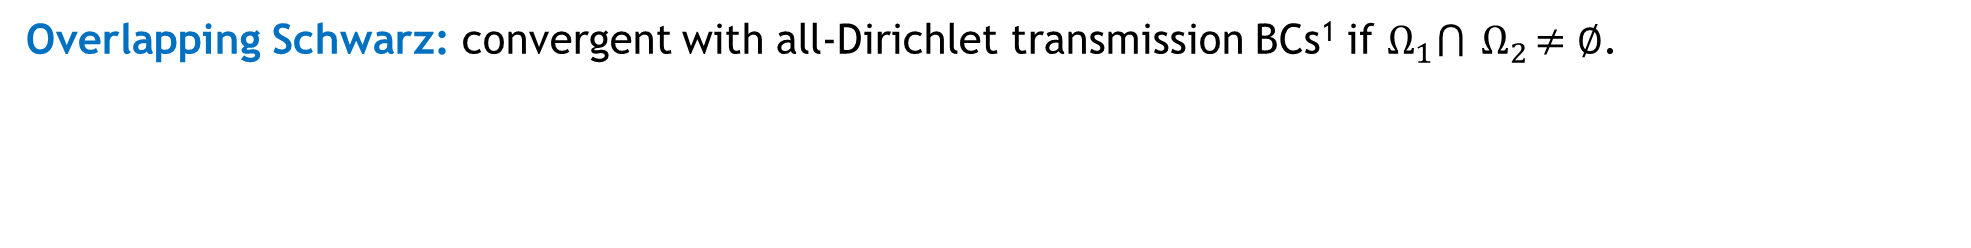 Overlapping Schwarz: convergent with all-Dirichlet transmission BCs¹ if Ω₁∩ Ω₂ ≠ ∅.